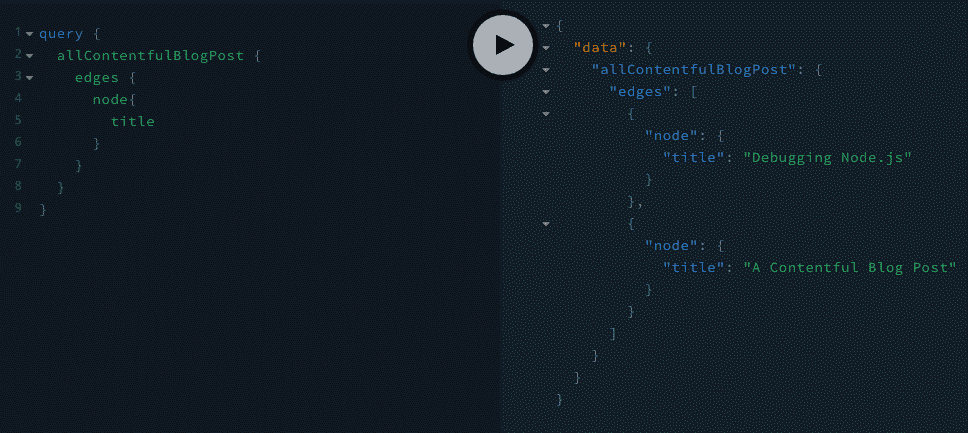 1 query {
2 allContentfulBlogPost {
3 edges {
4 node{
5 title
6 }
7 }
8 }
9 }
{
"data": {
"allContentfulBlogPost": {
"edges": [
{
"node": {
"title": "Debugging Node.js"
}
},
{
"node": {
"title": "A Contentful Blog Post"
}
}
]
}
}
}